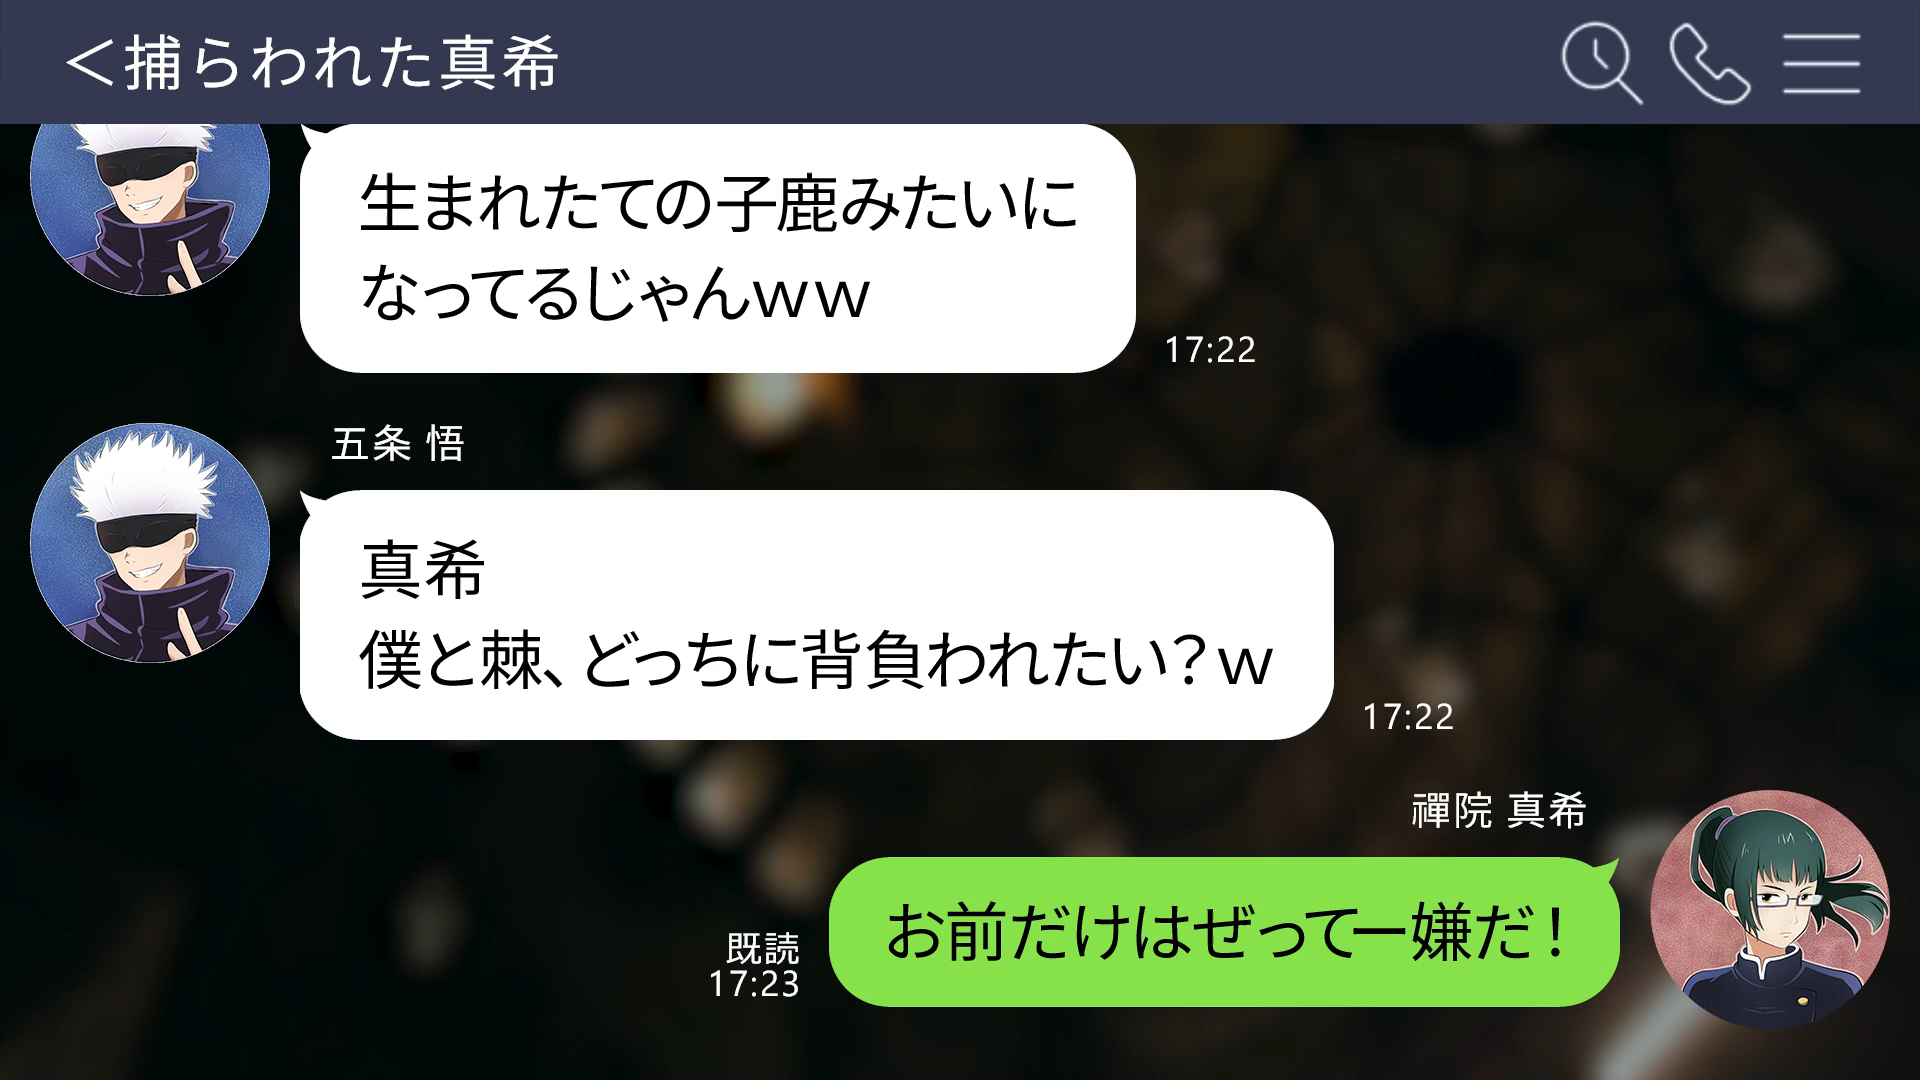 ＜捕らわれた真希
生まれたての子鹿みたいに
なってるじゃんｗｗ
17:22
五条 悟
真希
僕と棘、どっちに背負われたい？ｗ
17:22
禪院 真希
お前だけはぜってー嫌だ！
既読
17:23